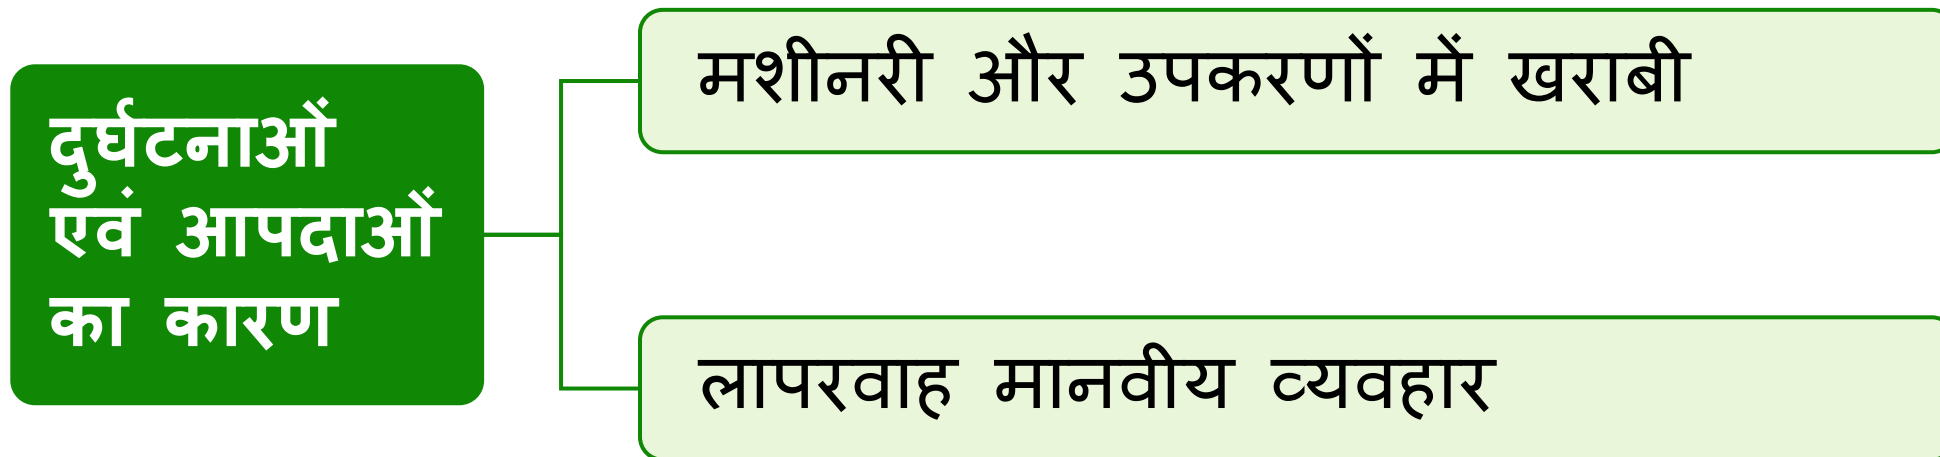 दुर्घटनाओं
एवं आपदाओं
का कारण
मशीनरी और उपकरणों में खराबी
लापरवाह मानवीय व्यवहार